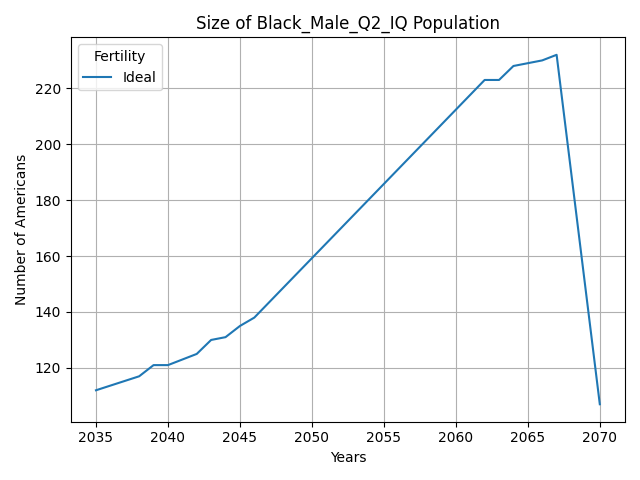 Size of Black_Male_Q2_IQ Population
Fertility
Ideal
Number of Americans
220
200
180
160
140
120
2035 2040 2045 2050 2055 2060 2065 2070
Years